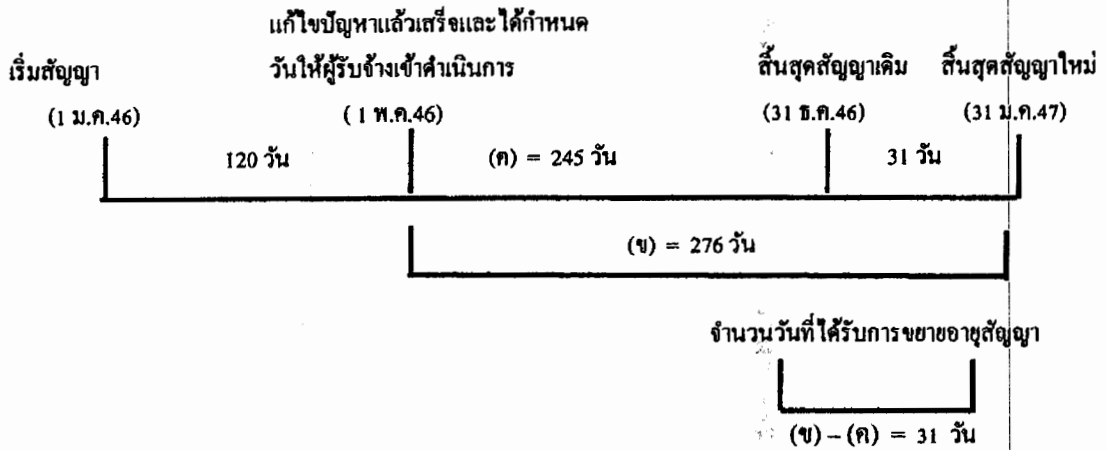 แก้ไขปัญหาแล้วเสร็จและได้กำหนด
เริ่มสัญญา วันให้ผู้รับจ้างเข้าดำเนินการ สิ้นสุดสัญญาเดิม สิ้นสุดสัญญาใหม่
(1 ม.ค.46) (1 พ.ค.46) (31 ธ.ค.46) (31 ม.ค.47)
120 วัน (ค) = 245 วัน 31 วัน
(ข) = 276 วัน
จำนวนวันที่ได้รับการขยายอายุสัญญา
(ข) – (ค) = 31 วัน